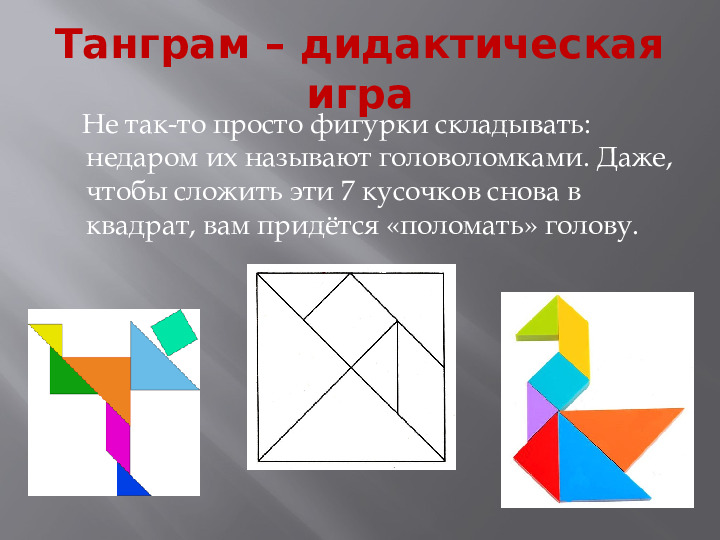 Танграм – дидактическая
игра
Не так-то просто фигурки складывать:
недаром их называют головоломками. Даже,
чтобы сложить эти 7 кусочков снова в
квадрат, вам придётся «поломать» голову.